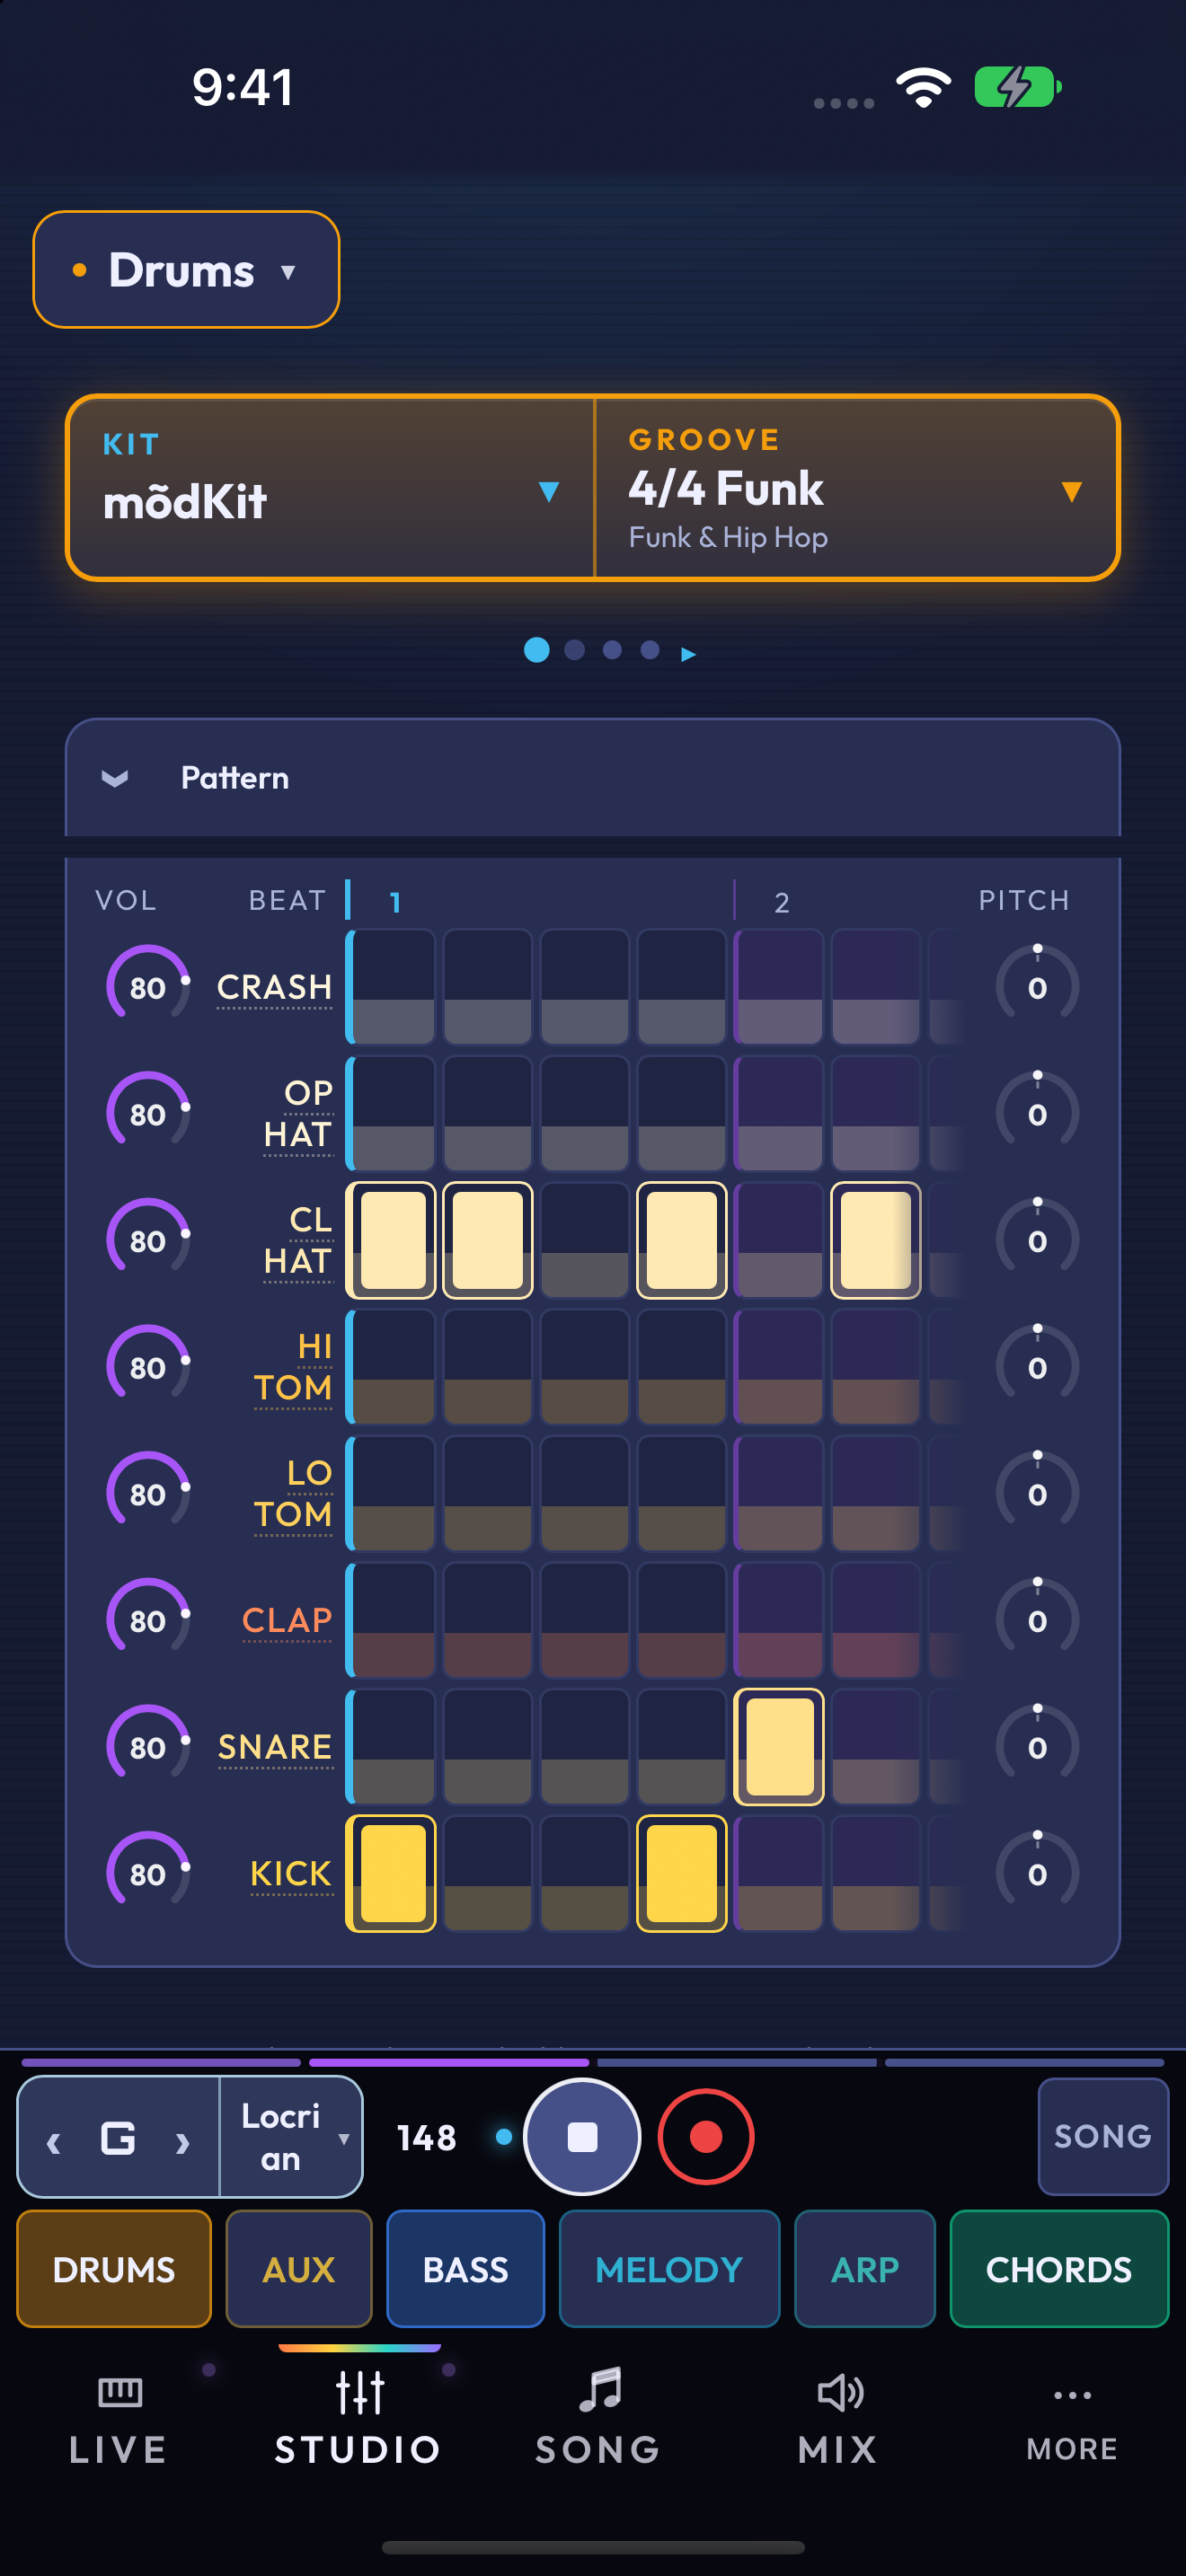 9:41
Drums
KIT
mõdKit
GROOVE
4/4 Funk
Funk & Hip Hop
Pattern
VOL BEAT 1 2 PITCH
80 CRASH 0
80 OP HAT 0
80 CL HAT 0
80 HI TOM 0
80 LO TOM 0
80 CLAP 0
80 SNARE 0
80 KICK 0
‹ G › Locri
an
148
SONG
DRUMS AUX BASS MELODY ARP CHORDS
LIVE STUDIO SONG MIX MORE